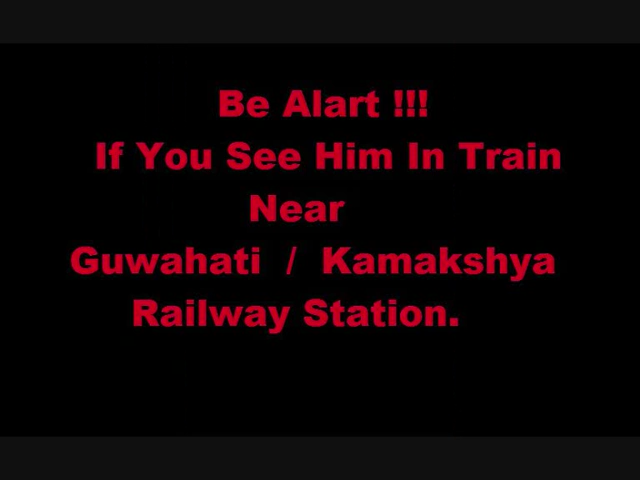 Be Alart !!!
If You See Him In Train
Near
Guwahati / Kamakshya
Railway Station.